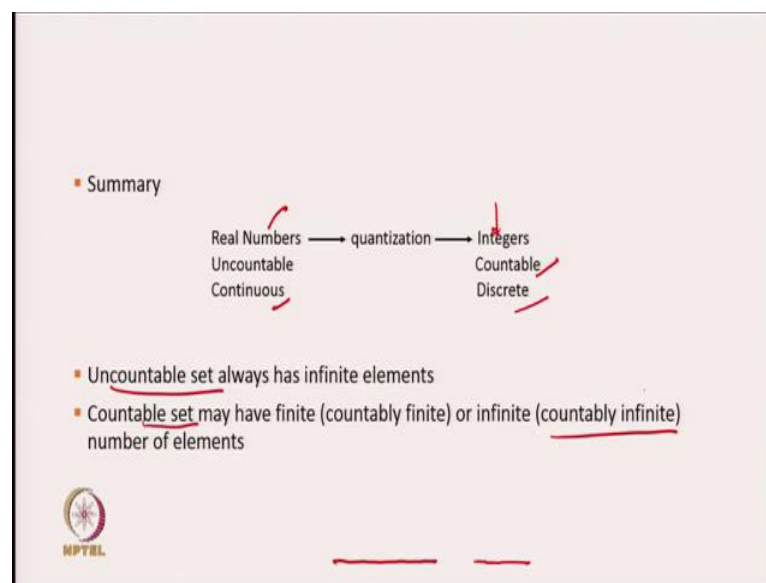 Summary
Real Numbers → quantization → Integers
Uncountable Countable
Continuous Discrete
Uncountable set always has infinite elements
Countable set may have finite (countably finite) or infinite (countably infinite)
number of elements
NPTEL